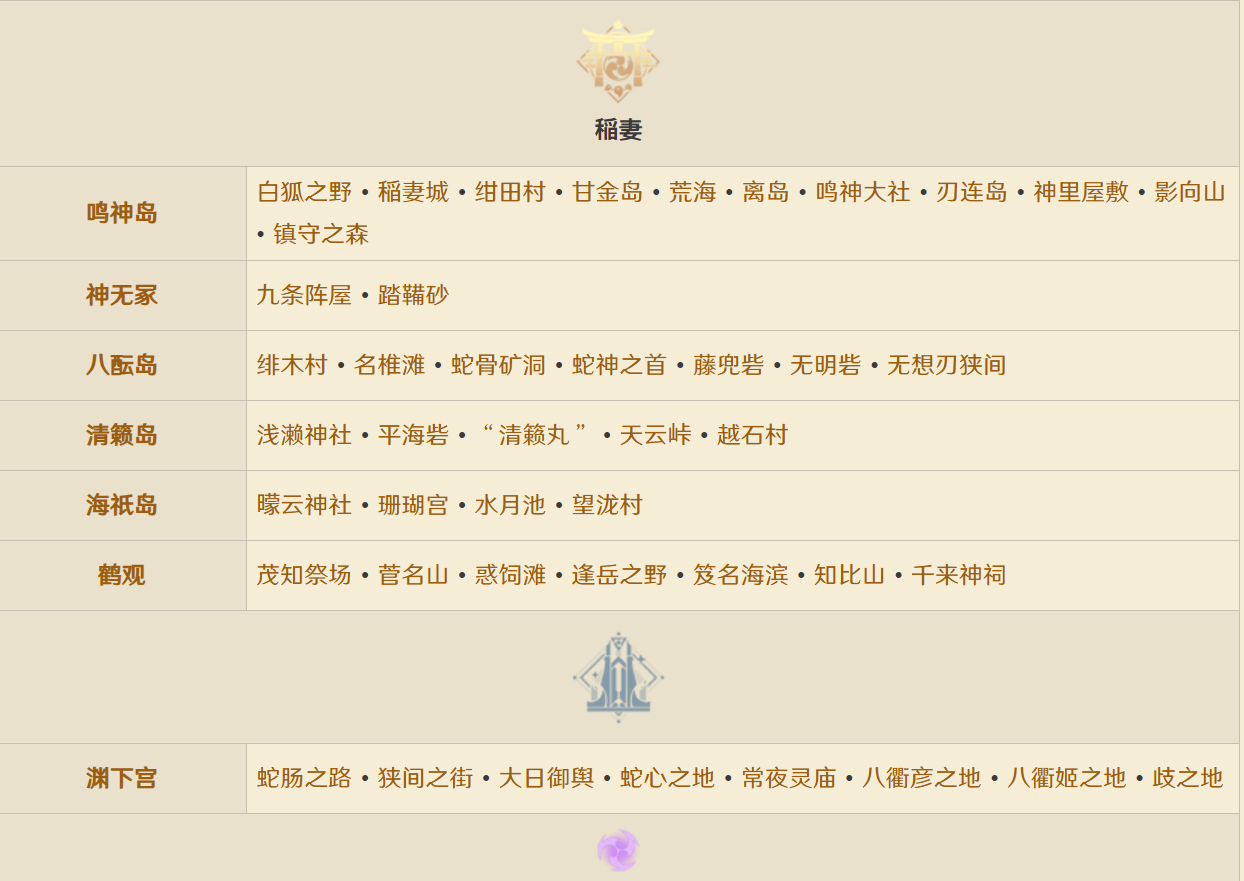 稲妻
鸣神岛
白狐之野 • 稻妻城 • 绀田村 • 甘金岛 • 荒海 • 离岛 • 鸣神大社 • 刃连岛 • 神里屋敷 • 影向山
• 镇守之森
神无冢
九条阵屋 • 踏鞴砂
八酝岛
绯木村 • 名椎滩 • 蛇骨矿洞 • 蛇神之首 • 藤兜砦 • 无明砦 • 无想刃狭间
清籁岛
浅濑神社 • 平海砦 • “清籁丸” • 天云峠 • 越石村
海祇岛
曚云神社 • 珊瑚宫 • 水月池 • 望泷村
鹤观
茂知祭场 • 菅名山 • 惑饲滩 • 逢岳之野 • 笈名海滨 • 知比山 • 千来神祠
渊下宫
蛇肠之路 • 狭间之街 • 大日御舆 • 蛇心之地 • 常夜灵庙 • 八衢彦之地 • 八衢姬之地 • 歧之地